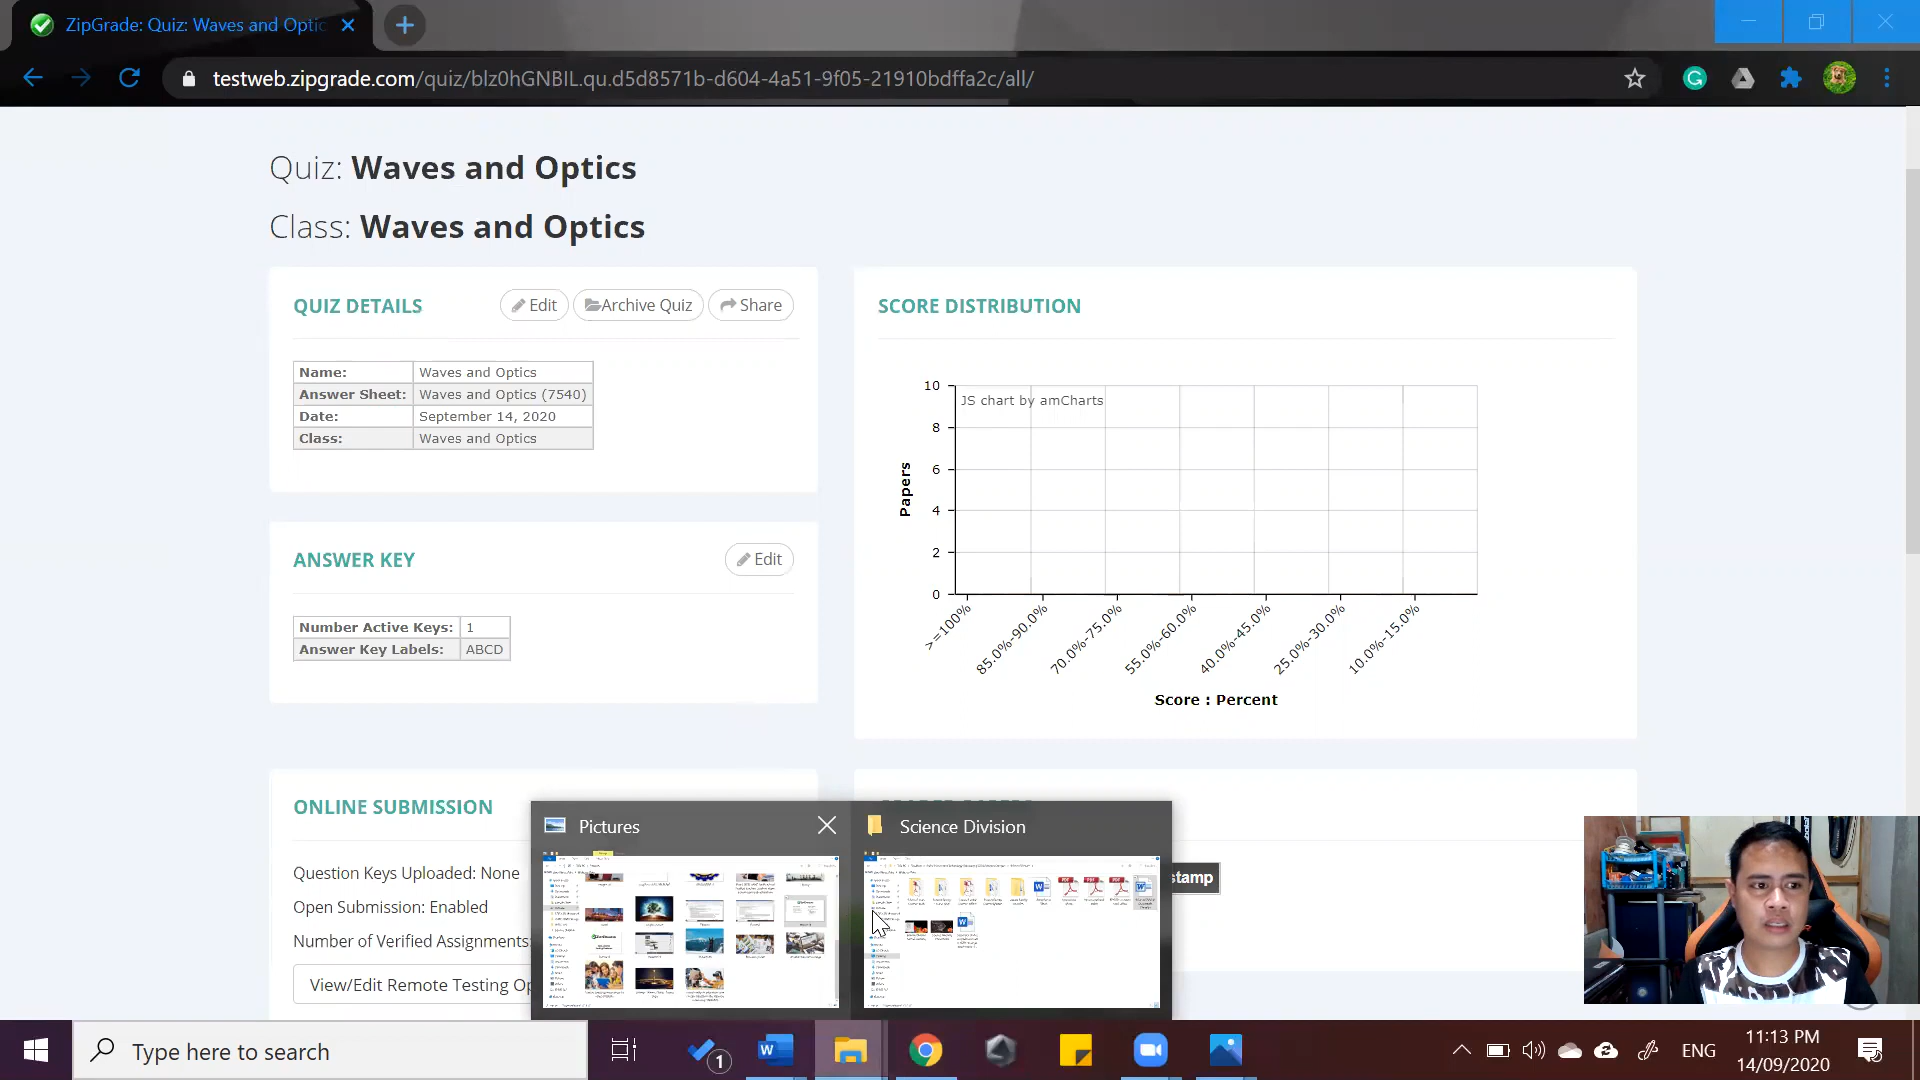 ZipGrade: Quiz: Waves and Optic
testweb.zipgrade.com/quiz/blz0hGNBIL.qu.d5d8571b-d604-4a51-9f05-21910bdffa2c/all/
Quiz: Waves and Optics
Class: Waves and Optics
QUIZ DETAILS
Edit
Archive Quiz
Share
Name: Waves and Optics
Answer Sheet: Waves and Optics (7540)
Date: September 14, 2020
Class: Waves and Optics
ANSWER KEY
Edit
Number Active Keys: 1
Answer Key Labels: ABCD
SCORE DISTRIBUTION
JS chart by amCharts
10
8
6
4
2
0
Papers
>=100%
85.0%-90.0%
70.0%-75.0%
55.0%-60.0%
40.0%-45.0%
25.0%-30.0%
10.0%-15.0%
Score : Percent
ONLINE SUBMISSION
Question Keys Uploaded: None
Open Submission: Enabled
Number of Verified Assignments:
View/Edit Remote Testing Op
Pictures
Science Division
stamp
Type here to search
1
ENG
11:13 PM
14/09/2020